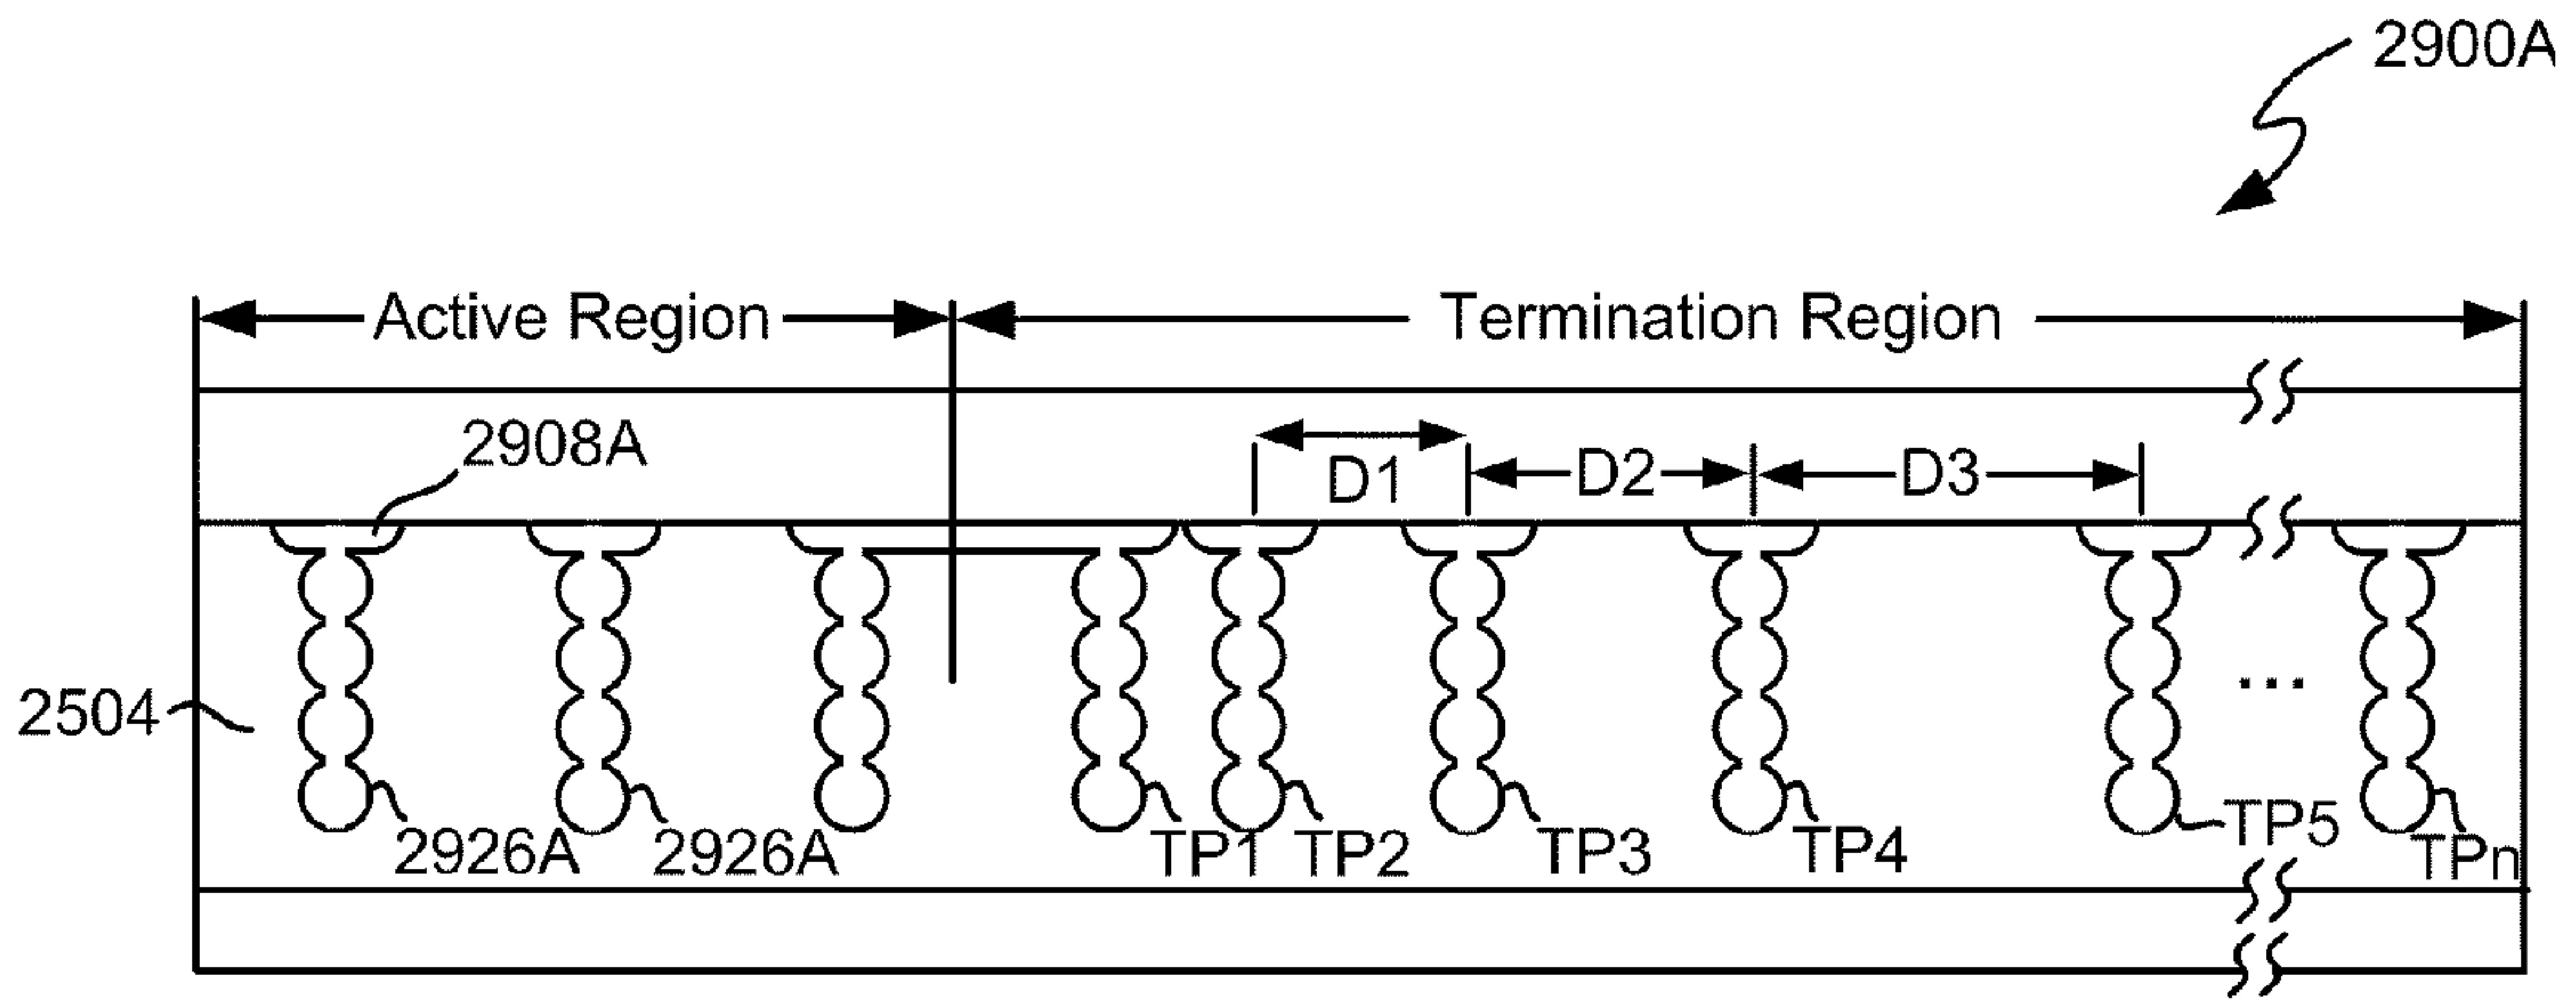 2900A
Active Region
Termination Region
2908A
D1
D2
D3
2504
2926A
2926A
TP1
TP2
TP3
TP4
TP5
...
TPn